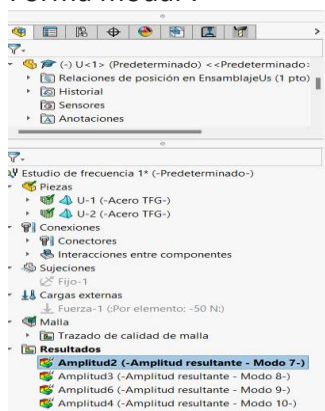 (-) U<1> (Predeterminado) <<Predeterminado>
Relaciones de posición en EnsamblajeUs (1 pto)
Historial
Sensores
Anotaciones
Estudio de frecuencia 1* (-Predeterminado-)
Piezas
U-1 (-Acero TFG-)
U-2 (-Acero TFG-)
Conexiones
Conectores
Interacciones entre componentes
Sujeciones
Fijo-1
Cargas externas
Fuerza-1 (:Por elemento: -50 N:)
Malla
Trazado de calidad de malla
Resultados
Amplitud2 (-Amplitud resultante - Modo 7-)
Amplitud3 (-Amplitud resultante - Modo 8-)
Amplitud6 (-Amplitud resultante - Modo 9-)
Amplitud4 (-Amplitud resultante - Modo 10-)